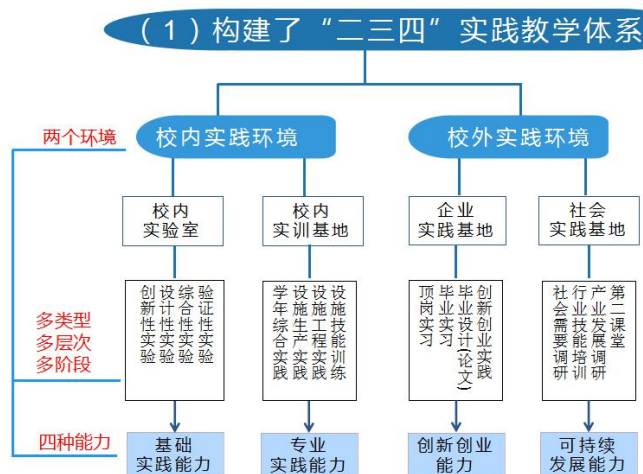 （1）构建了“二三四”实践教学体系
两个环境
校内实践环境
校外实践环境
校内
实验室
校内
实训基地
企业
实践基地
社会
实践基地
多类型
多层次
多阶段
验证性实验
综合性实验
设计性实验
创新性实验
设施技能训练
设施工程实践
设施生产实践
学年综合实践
创新创业实践
毕业设计(论文)
毕业实习
顶岗实习
第二课堂
产业发展调研
行业技能培训
社会需要调研
四种能力
基础
实践能力
专业
实践能力
创新创业
能力
可持续
发展能力